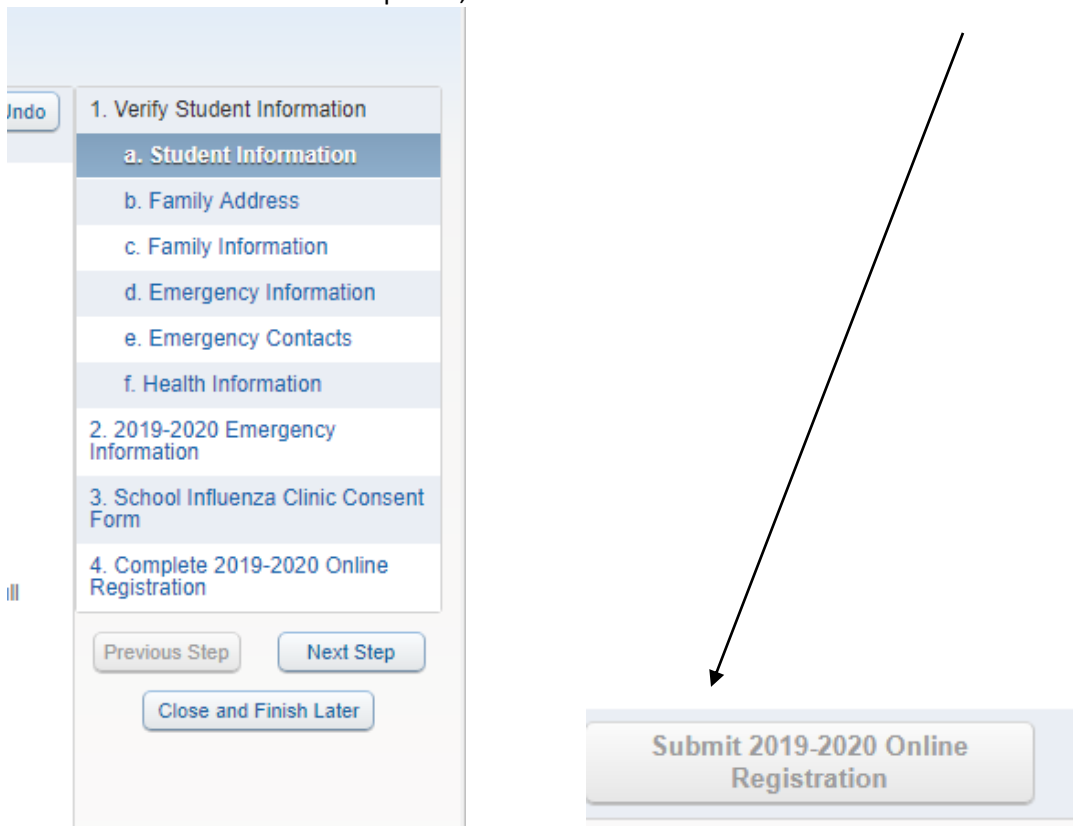 Undo
1. Verify Student Information
a. Student Information
b. Family Address
c. Family Information
d. Emergency Information
e. Emergency Contacts
f. Health Information
2. 2019-2020 Emergency
Information
3. School Influenza Clinic Consent
Form
4. Complete 2019-2020 Online
Registration
Previous Step
Next Step
Close and Finish Later
Submit 2019-2020 Online
Registration